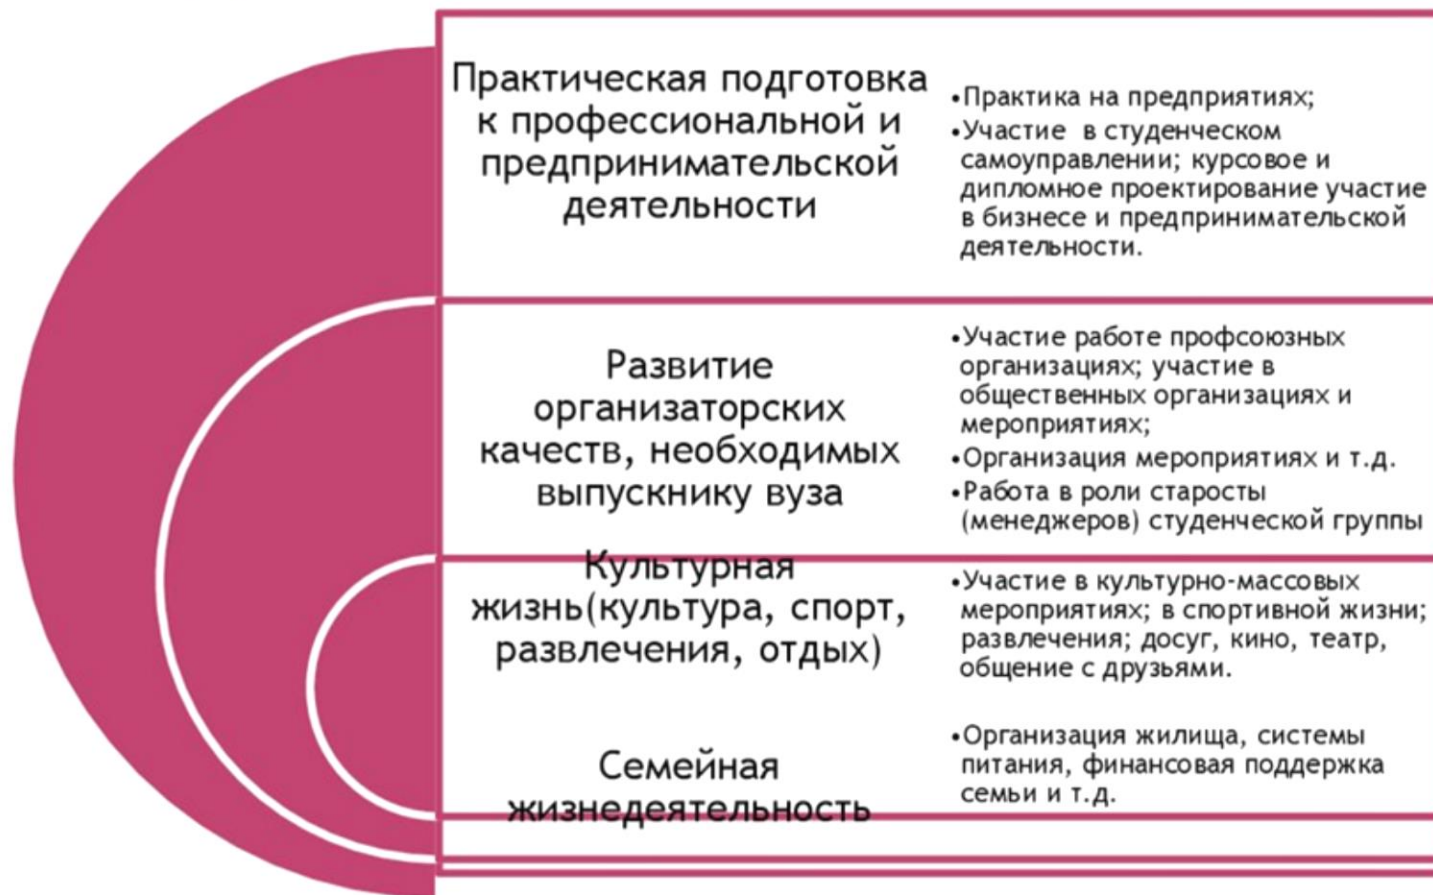 Практическая подготовка
к профессиональной и
предпринимательской
деятельности
•Практика на предприятиях;
•Участие в студенческом
самоуправлении; курсовое и
дипломное проектирование участие
в бизнесе и предпринимательской
деятельности.
Развитие
организаторских
качеств, необходимых
выпускнику вуза
•Участие работе профсоюзных
организациях; участие в
общественных организациях и
мероприятиях;
•Организация мероприятиях и т.д.
•Работа в роли старосты
(менеджеров) студенческой группы
Культурная
жизнь(культура, спорт,
развлечения, отдых)
•Участие в культурно-массовых
мероприятиях; в спортивной жизни;
развлечения; досуг, кино, театр,
общение с друзьями.
Семейная
жизнедеятельность
•Организация жилища, системы
питания, финансовая поддержка
семьи и т.д.